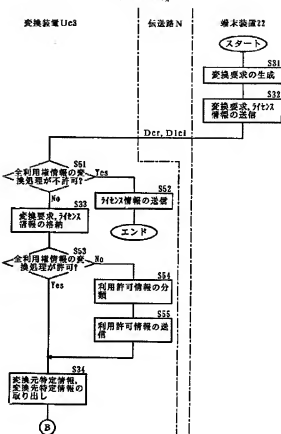 変換装置Uc3
伝送路N
端末装置22
スタート
S31
変換要求の生成
S32
変換要求、ライセンス
情報の送信
Dcr, Dlc1
S51
全利用権情報の変
換処理が不許可?
Yes
No
S52
ライセンス情報の送信
エンド
S33
変換要求、ライセンス
情報の格納
S53
全利用権情報の変
換処理が許可?
No
Yes
S54
利用許可情報の分
類
S55
利用許可情報の送
信
S34
変換元特定情報、
変換先特定情報の
取り出し
B